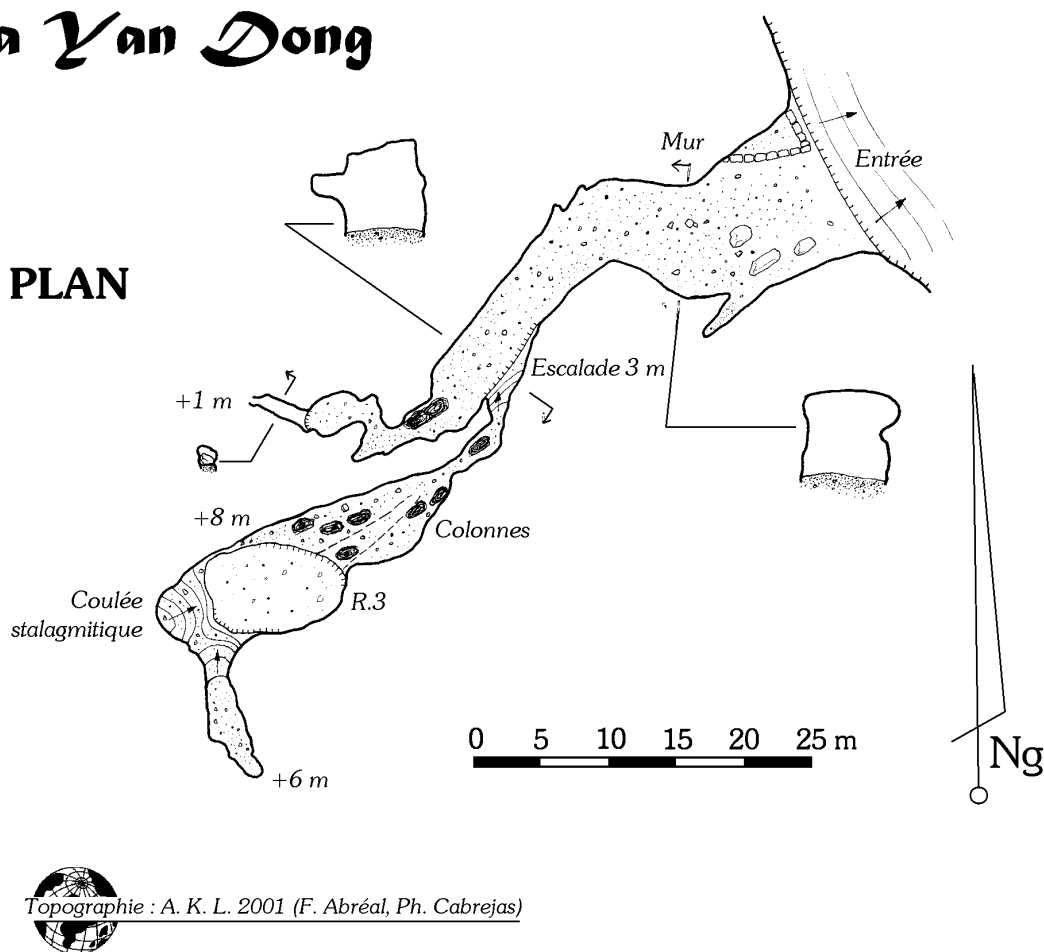 a Yan Dong
Mur
Entrée
PLAN
Escalade 3 m
+1 m
+8 m
Colonnes
Coulée
stalagmitique
R.3
0 5 10 15 20 25 m
Ng
+6 m
Topographie : A. K. L. 2001 (F. Abréal, Ph. Cabrejas)